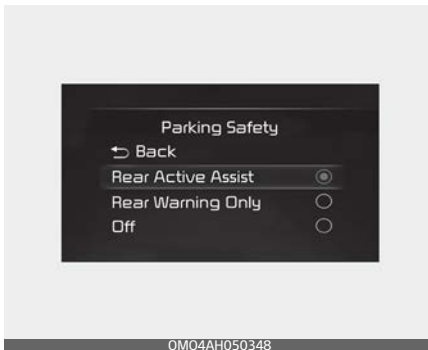 Parking Safety
Back
Rear Active Assist
Rear Warning Only
Off
OMO4AH050348